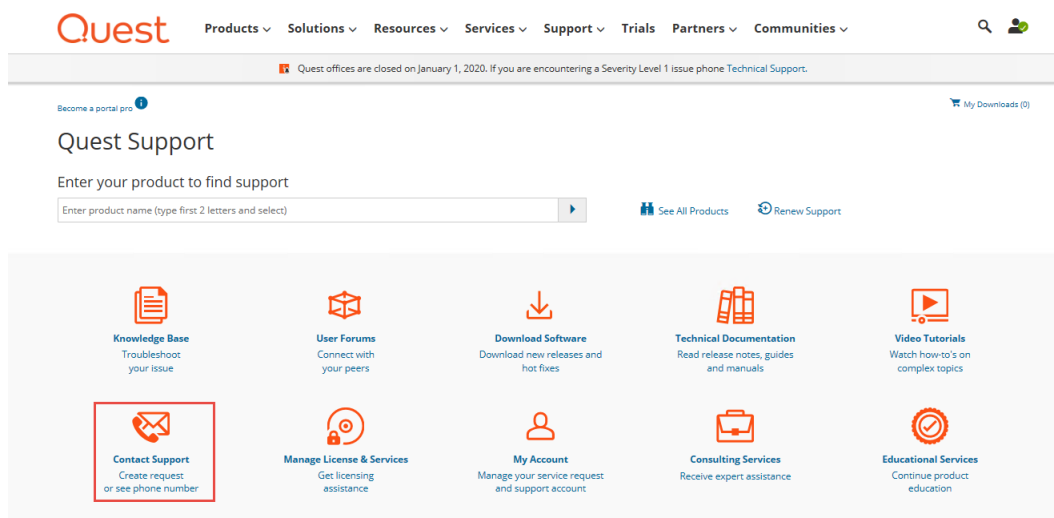 Quest Products Solutions Resources Services Support Trials Partners Communities
Quest offices are closed on January 1, 2020. If you are encountering a Severity Level 1 issue phone Technical Support.
Become a portal pro i
My Downloads (0)
Quest Support
Enter your product to find support
Enter product name (type first 2 letters and select)
See All Products Renew Support
Knowledge Base
Troubleshoot
your issue
User Forums
Connect with
your peers
Download Software
Download new releases and
hot fixes
Technical Documentation
Read release notes, guides
and manuals
Video Tutorials
Watch how-to's on
complex topics
Contact Support
Create request
or see phone number
Manage License & Services
Get licensing
assistance
My Account
Manage your service request
and support account
Consulting Services
Receive expert assistance
Educational Services
Continue product
education